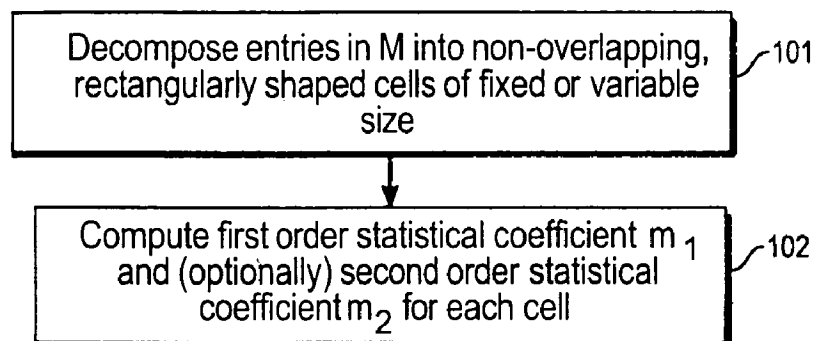 Decompose entries in M into non-overlapping,
rectangularly shaped cells of fixed or variable
size
101
Compute first order statistical coefficient m 1
and (optionally) second order statistical
coefficient m2 for each cell
102